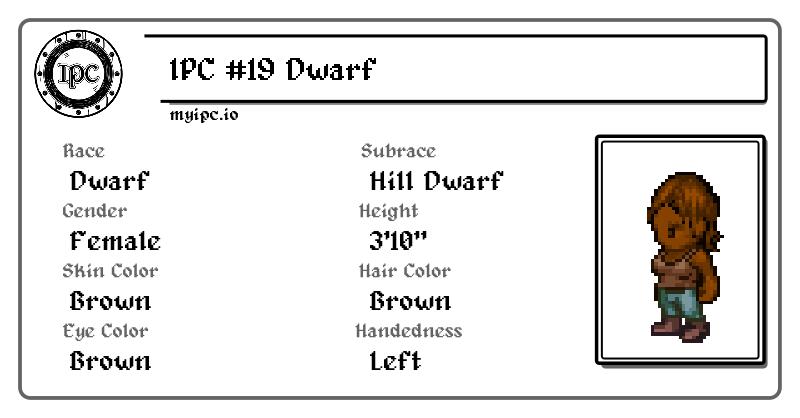 IPC
IPC #19 Dwarf
myipc.io
Race
Subrace
Dwarf
Hill Dwarf
Gender
Height
Female
3'10"
Skin Color
Hair Color
Brown
Brown
Eye Color
Handedness
Brown
Left